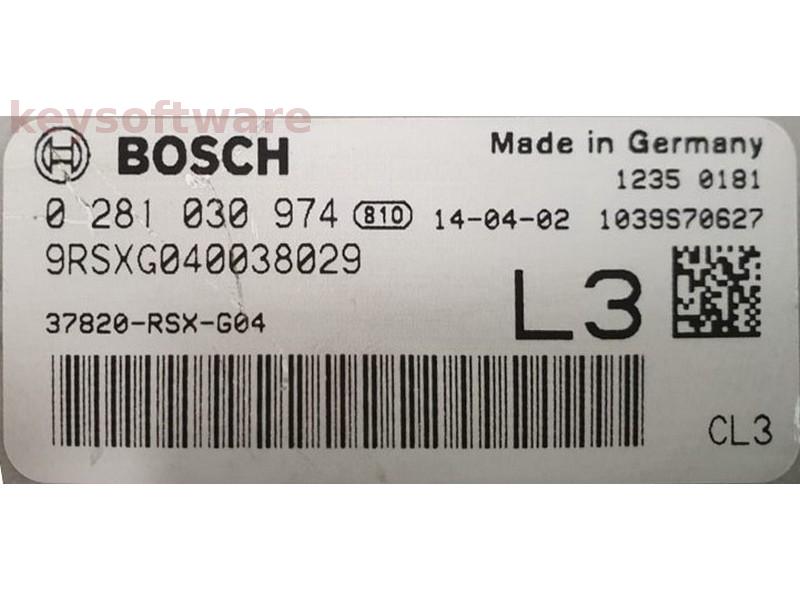 keysoftware
BOSCH
Made in Germany
1235 0181
0 281 030 974 810 14-04-02 1039S70627
9RSXG040038029
L3
37820-RSX-G04
CL3